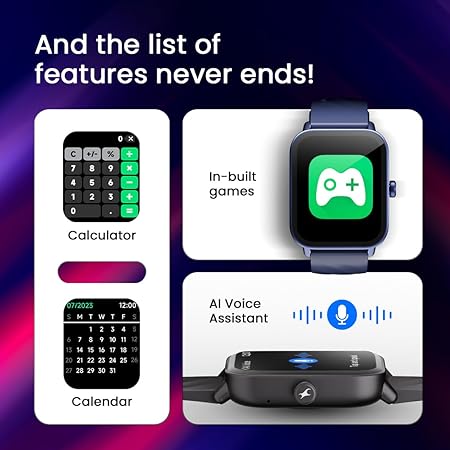 And the list of
features never ends!
0
C +/- % ÷
7 8 9 ×
4 5 6 −
1 2 3 +
0 . =
Calculator
In-built
games
07/2023 12:00
S M T W T F S
1 2 3 4
5 6 7 8 9 10 11
12 13 14 15 16 17 18
19 20 21 22 23 24 25
26 27 28 29 30 31
Calendar
AI Voice
Assistant